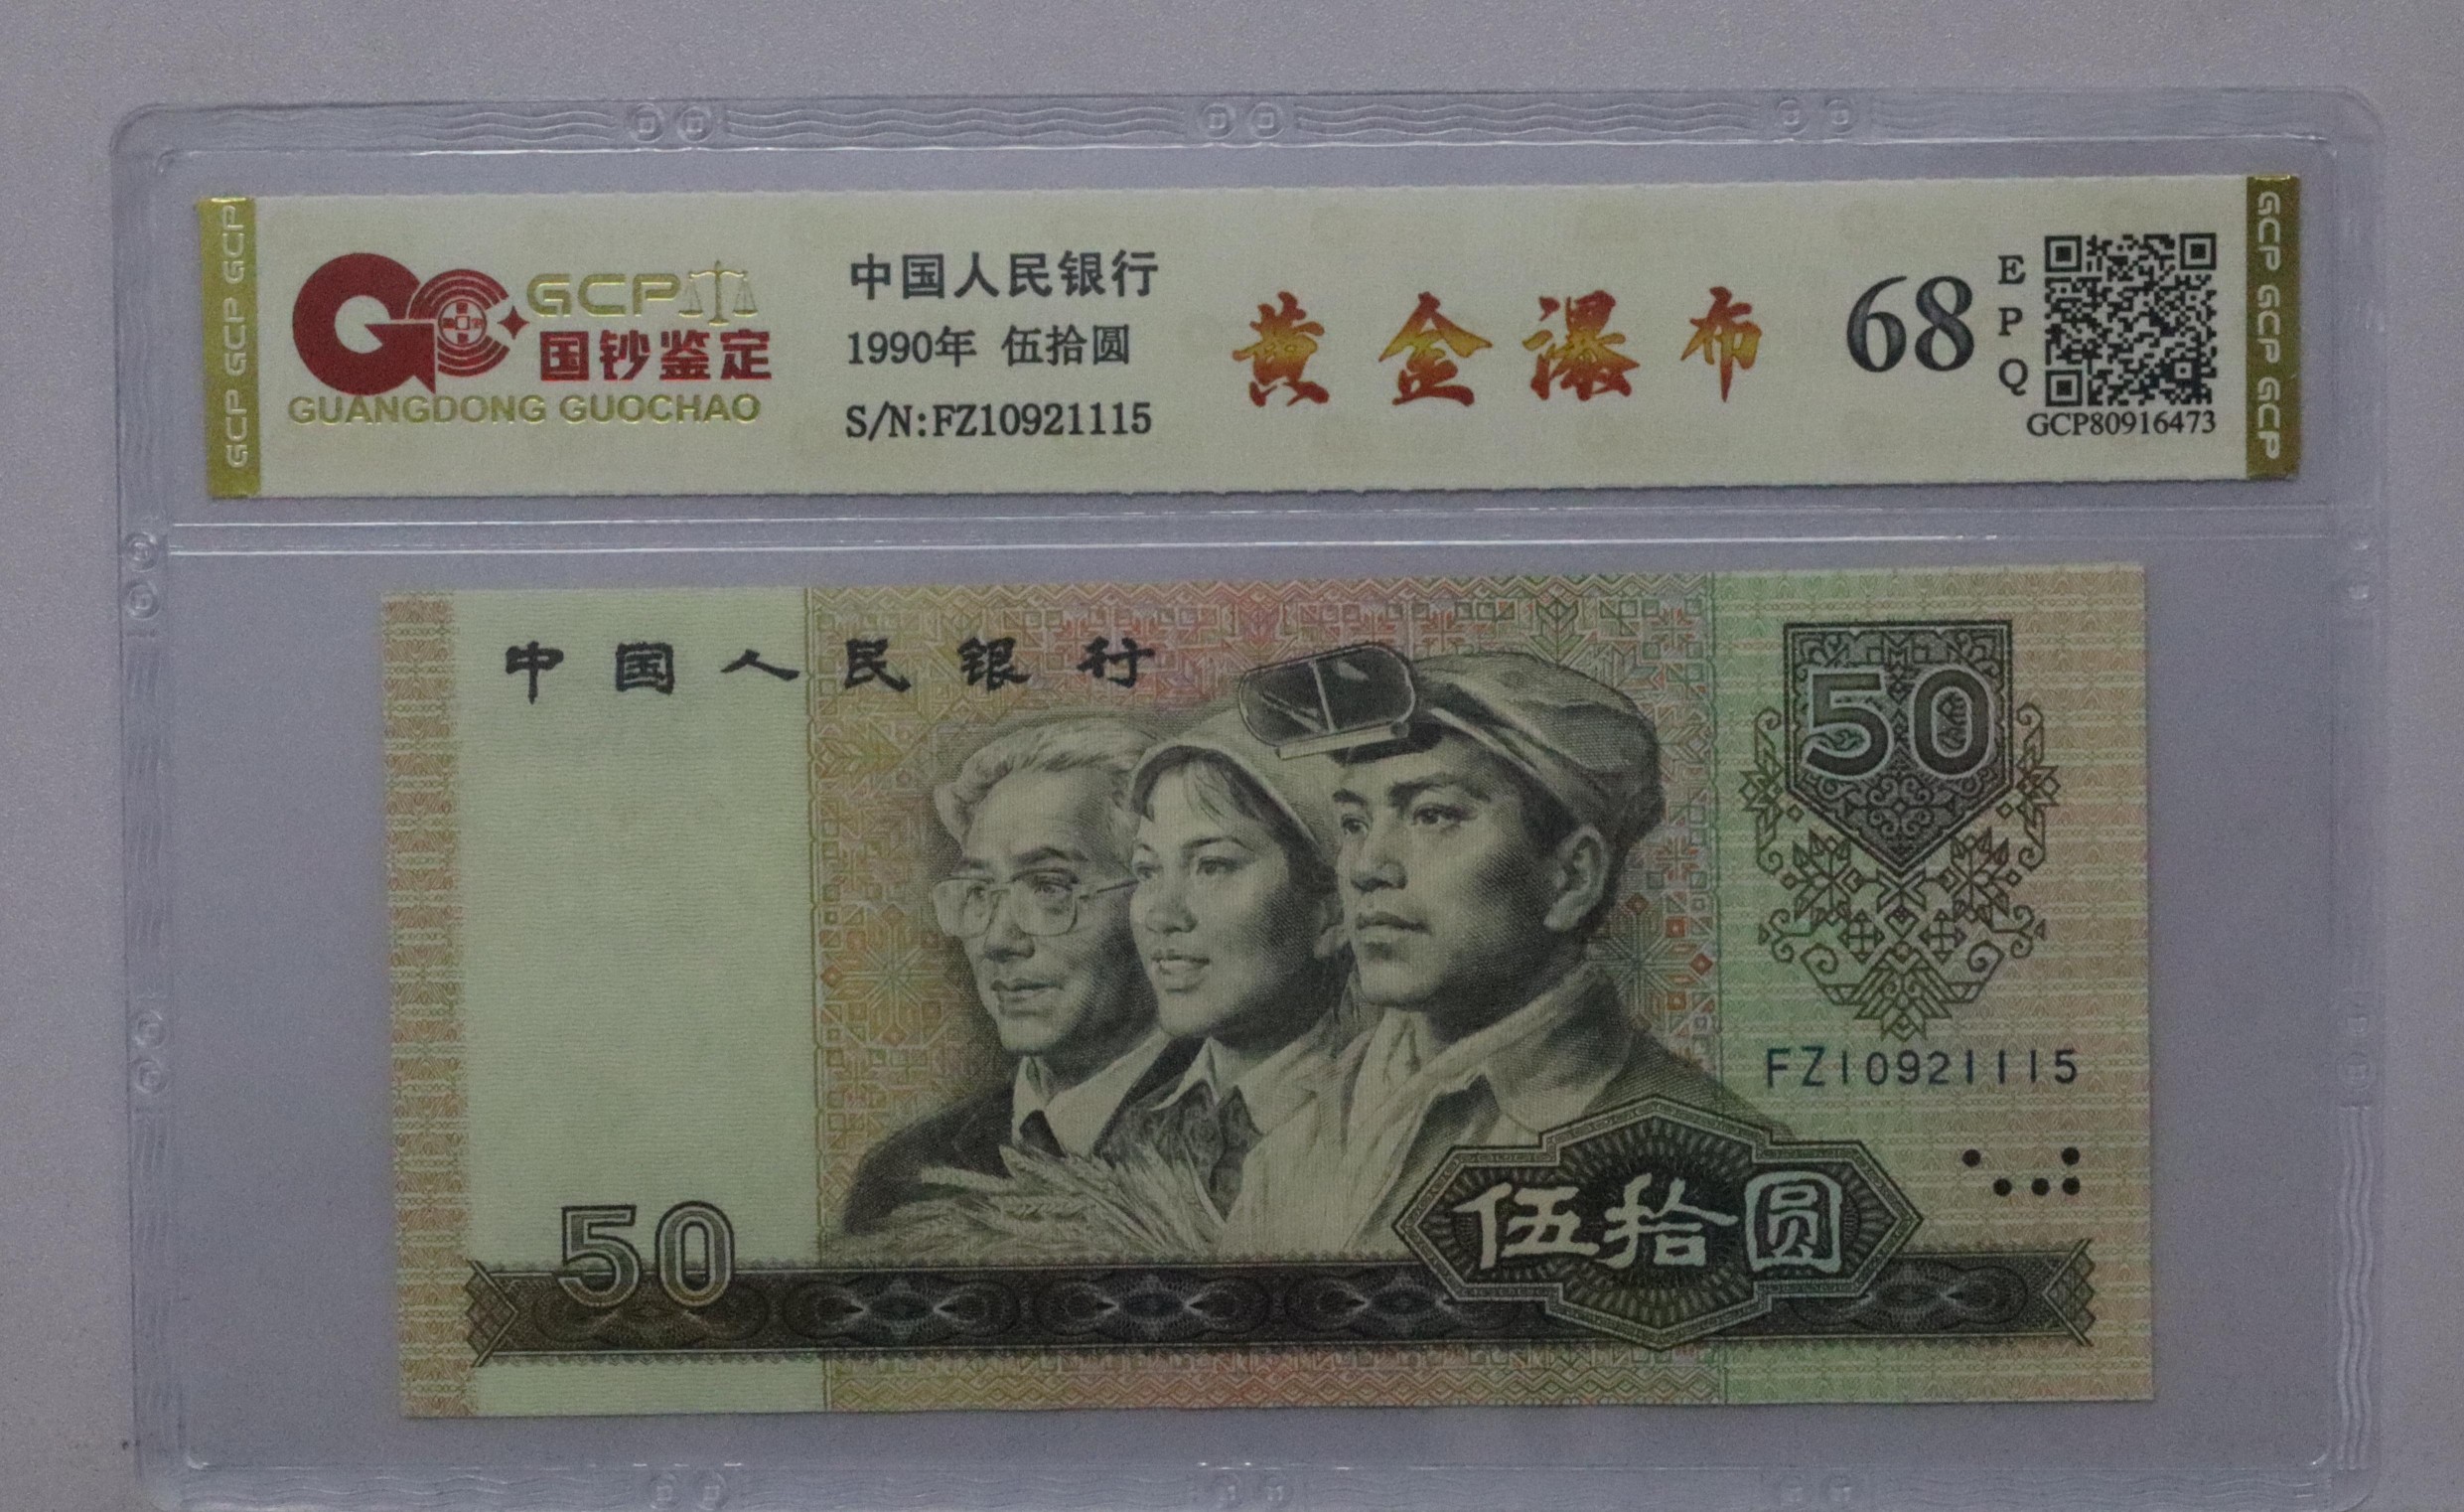 GCP GCP GCP
GCP
国钞鉴定
GUANGDONG GUOCHAO
中国人民银行
1990年 伍拾圆
S/N:FZ10921115
黄金瀑布
68
EPQ
GCP80916473
GCP GCP GCP
中国人民银行
50
FZ10921115
伍拾圆
50